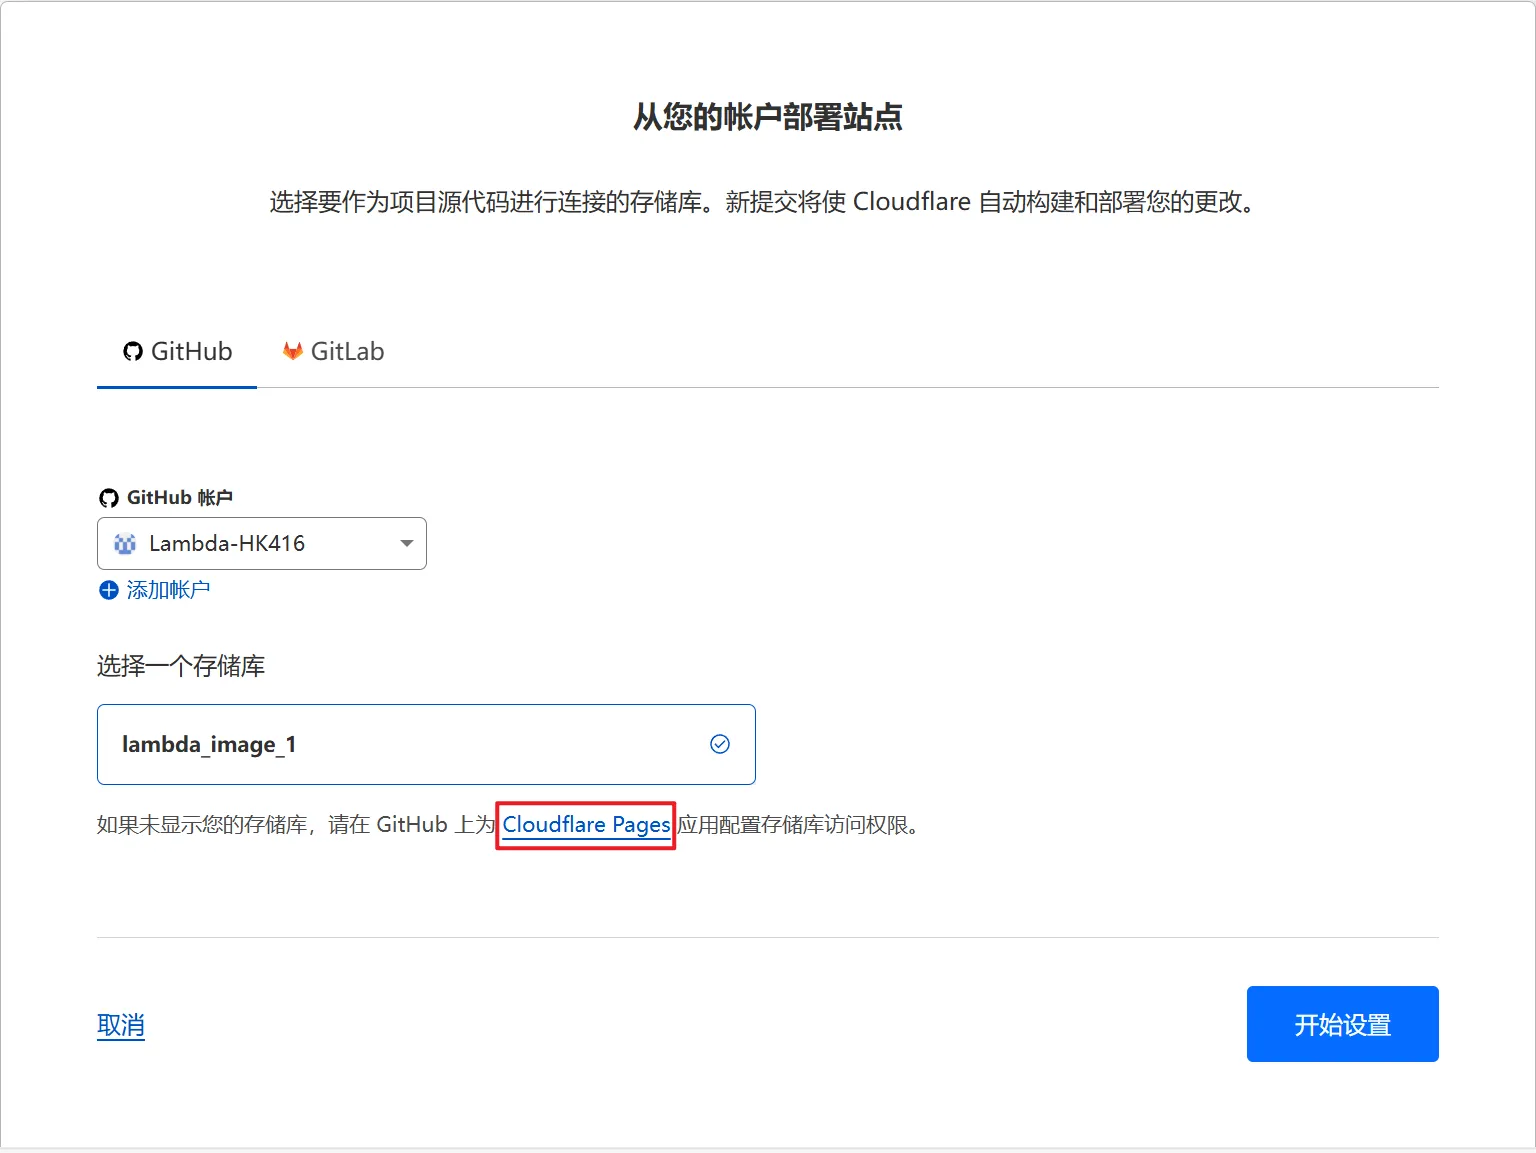 从您的帐户部署站点
选择要作为项目源代码进行连接的存储库。新提交将使 Cloudflare 自动构建和部署您的更改。
GitHub GitLab
GitHub 帐户
Lambda-HK416
添加帐户
选择一个存储库
lambda_image_1
如果未显示您的存储库，请在 GitHub 上为 Cloudflare Pages 应用配置存储库访问权限。
取消 开始设置